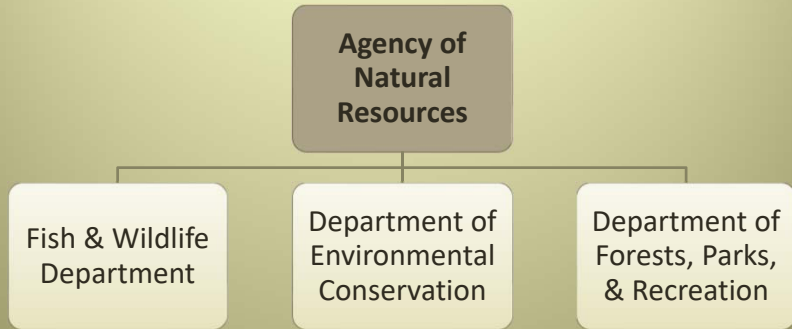 Agency of
Natural
Resources
Fish & Wildlife
Department
Department of
Environmental
Conservation
Department of
Forests, Parks,
& Recreation